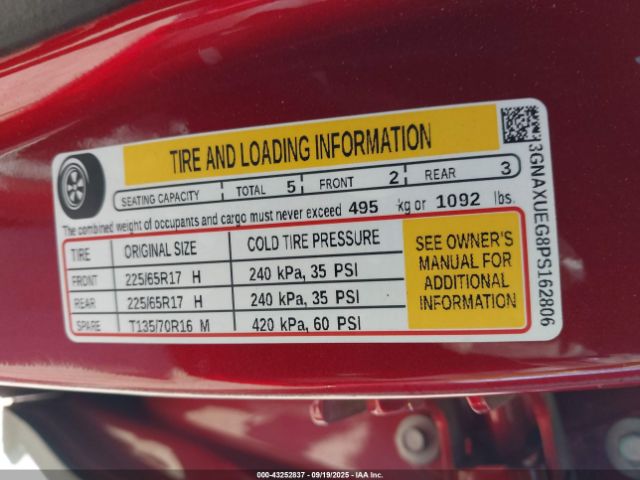 TIRE AND LOADING INFORMATION
SEATING CAPACITY TOTAL 5 FRONT 2 REAR 3
The combined weight of occupants and cargo must never exceed 495 kg or 1092 lbs.
TIRE ORIGINAL SIZE COLD TIRE PRESSURE
FRONT 225/65R17 H 240 kPa, 35 PSI
REAR 225/65R17 H 240 kPa, 35 PSI
SPARE T135/70R16 M 420 kPa, 60 PSI
SEE OWNER'S
MANUAL FOR
ADDITIONAL
INFORMATION
3GNAXUEG8PS162806
000-43252837 - 09/19/2025 - IAA Inc.